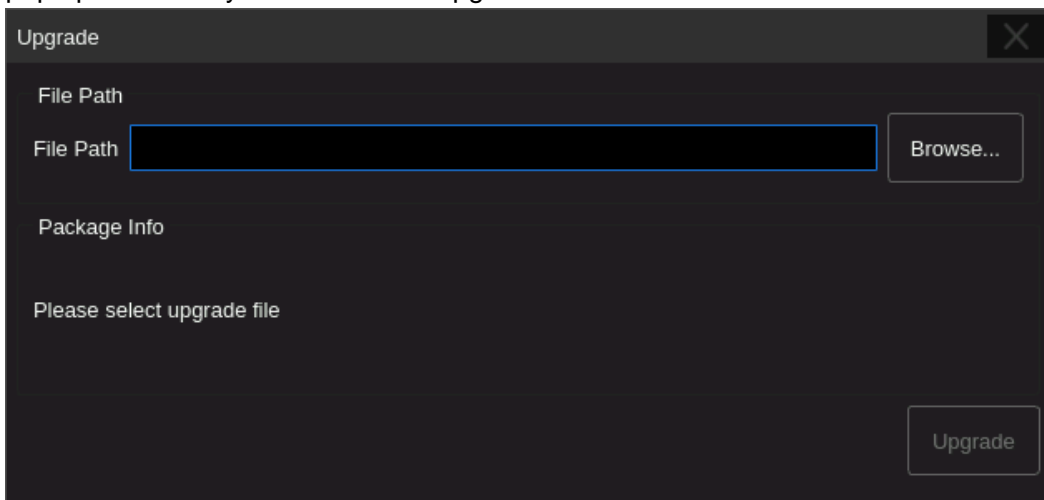 Upgrade
File Path
File Path
Browse...
Package Info
Please select upgrade file
Upgrade